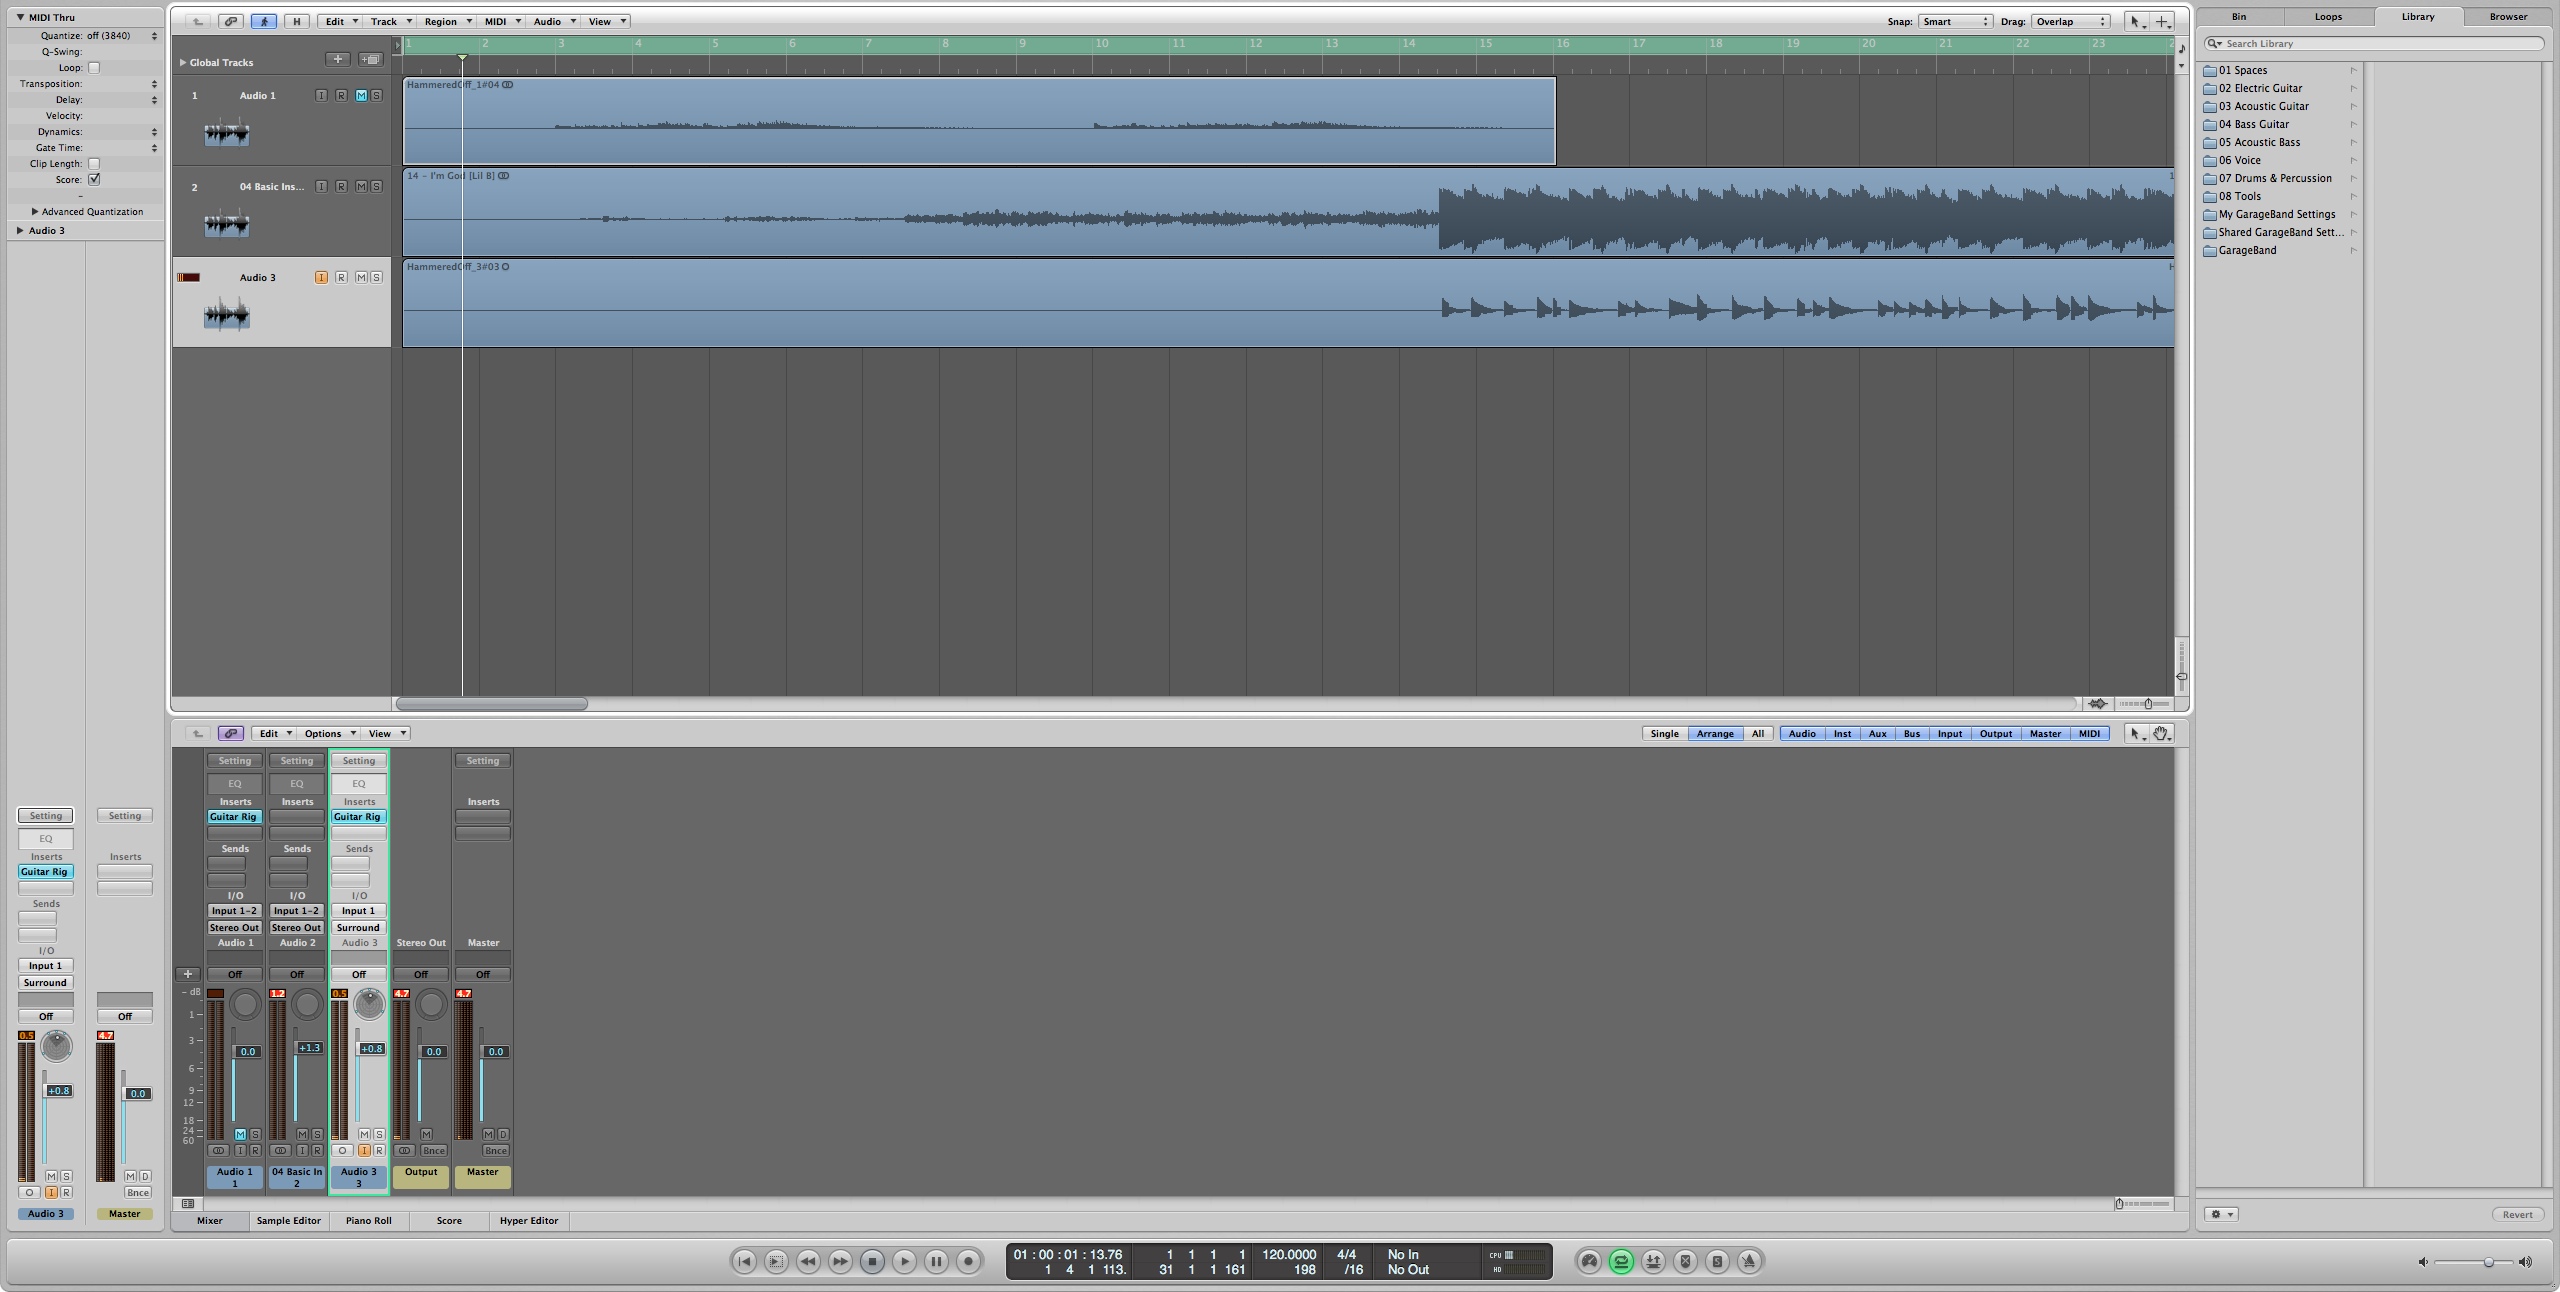 MIDI Thru
Quantize: off (3840)
Q-Swing:
Loop:
Transposition:
Delay:
Velocity:
Dynamics:
Gate Time:
Clip Length:
Score:
Advanced Quantization
Audio 3
H Edit Track Region MIDI Audio View Snap: Smart Drag: Overlap
1 2 3 4 5 6 7 8 9 10 11 12 13 14 15 16 17 18 19 20 21 22 23
Global Tracks
1 Audio 1 I R M S
HammeredOff_1#04
2 04 Basic Ins... I R M S
14 - I'm God [Lil B]
Audio 3 I R M S
HammeredOff_3#03
Bin Loops Library Browser
Search Library
01 Spaces
02 Electric Guitar
03 Acoustic Guitar
04 Bass Guitar
05 Acoustic Bass
06 Voice
07 Drums & Percussion
08 Tools
My GarageBand Settings
Shared GarageBand Sett...
GarageBand
Revert
Setting Setting
EQ
Inserts Inserts
Guitar Rig
Sends
I/O
Input 1
Surround
Off Off
0.5 4.7
+0.8 0.0
M S M D
I R Bnce
Audio 3 Master
Edit Options View Single Arrange All Audio Inst Aux Bus Input Output Master MIDI
Setting Setting Setting Setting
EQ EQ EQ
Inserts Inserts Inserts Inserts
Guitar Rig Guitar Rig
Sends Sends Sends
I/O I/O I/O
Input 1-2 Input 1-2 Input 1
Stereo Out Stereo Out Surround
Audio 1 Audio 2 Audio 3 Stereo Out Master
Off Off Off Off Off
- dB 1.2 0.5 4.7 4.7
1
3
0.0 +1.3 +0.8 0.0 0.0
6
9
12
18
24
60
M S M S M S M M D
I R I R I R Bnce Bnce
Audio 1 04 Basic In Audio 3 Output Master
1 2 3
Mixer Sample Editor Piano Roll Score Hyper Editor
01 : 00 : 01 : 13.76 1 1 1 1 120.0000 4/4 No In CPU
1 4 1 113. 31 1 1 161 198 /16 No Out HD